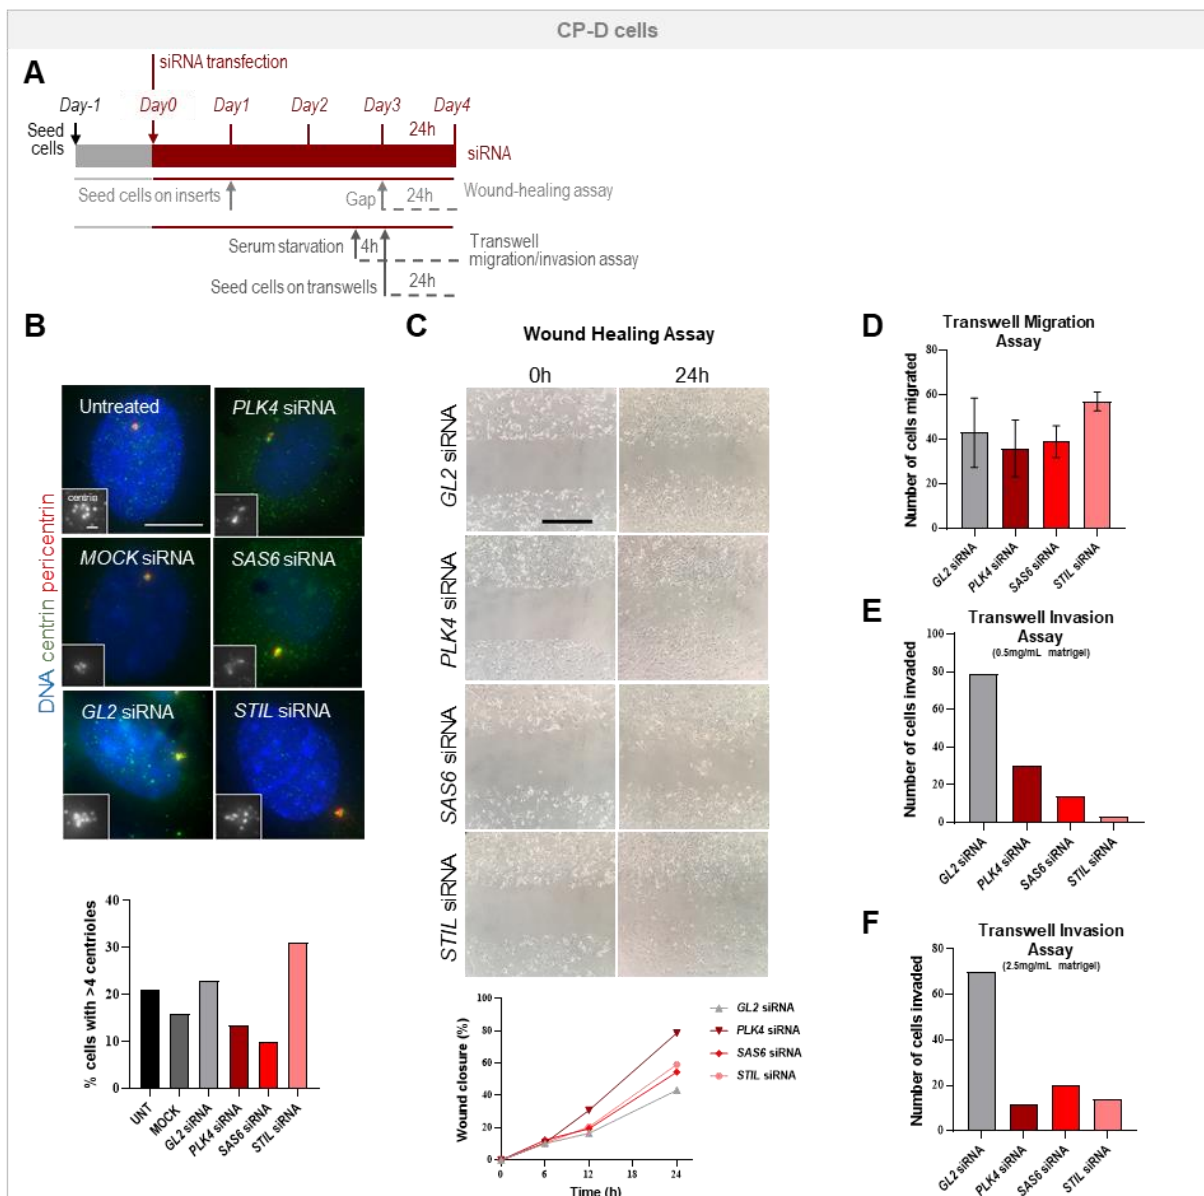 CP-D cells
A
siRNA transfection
Day-1 Day0 Day1 Day2 Day3 Day4
Seed cells
24h
siRNA
Seed cells on inserts
Gap
24h
Wound-healing assay
Serum starvation
4h
Transwell
migration/invasion assay
Seed cells on transwells
24h
B
DNA centrin pericentrin
Untreated
centrin
PLK4 siRNA
MOCK siRNA
SAS6 siRNA
GL2 siRNA
STIL siRNA
% cells with >4 centrioles
40
30
20
10
0
UNT
MOCK
GL2 siRNA
PLK4 siRNA
SAS6 siRNA
STIL siRNA
C
Wound Healing Assay
0h 24h
GL2 siRNA
PLK4 siRNA
SAS6 siRNA
STIL siRNA
Wound closure (%)
100
80
60
40
20
0
0 6 12 18 24
Time (h)
GL2 siRNA
PLK4 siRNA
SAS6 siRNA
STIL siRNA
D
Transwell Migration
Assay
Number of cells migrated
80
60
40
20
0
GL2 siRNA
PLK4 siRNA
SAS6 siRNA
STIL siRNA
E
Transwell Invasion
Assay
(0.5mg/mL matrigel)
Number of cells invaded
100
80
60
40
20
0
GL2 siRNA
PLK4 siRNA
SAS6 siRNA
STIL siRNA
F
Transwell Invasion
Assay
(2.5mg/mL matrigel)
Number of cells invaded
80
60
40
20
0
GL2 siRNA
PLK4 siRNA
SAS6 siRNA
STIL siRNA